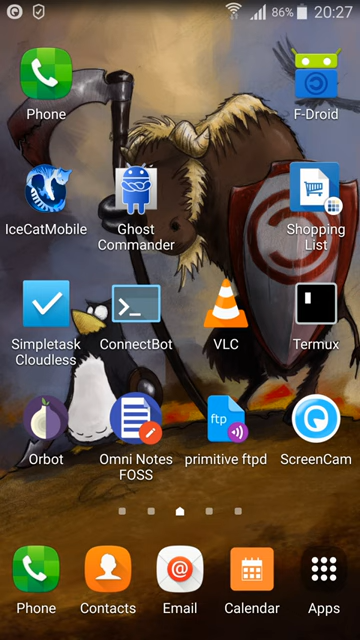 86% 20:27
Phone F-Droid
IceCatMobile Ghost Commander Shopping List
Simpletask Cloudless ConnectBot VLC Termux
ftp
Orbot Omni Notes FOSS primitive ftpd ScreenCam
Phone Contacts Email Calendar Apps